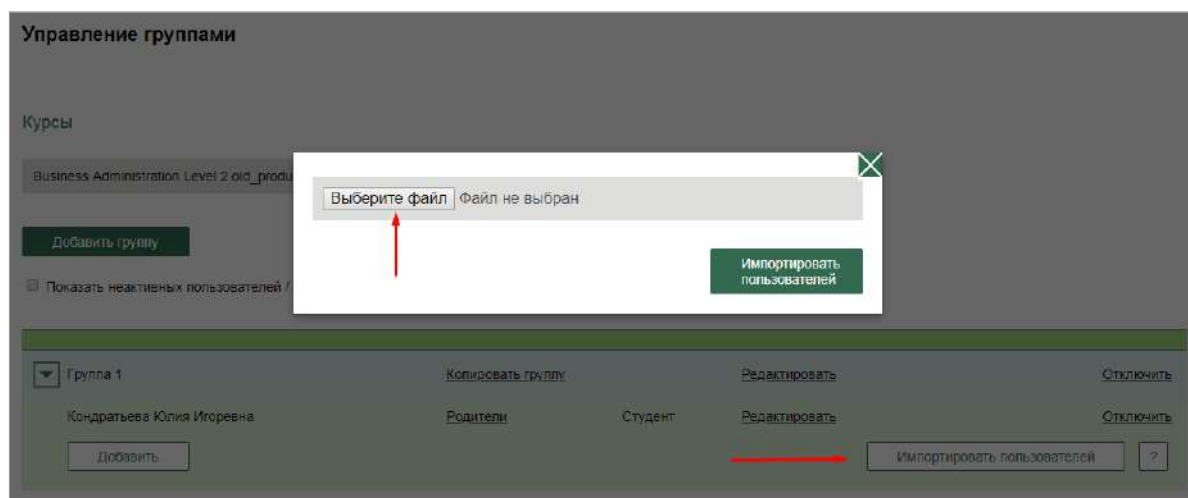 Управление группами
Курсы
Business Administration Level 2 old_produ
Выберите файл Файл не выбран
Добавить группу
Импортировать
пользователей
Показать неактивных пользователей /
Группа 1 Копировать группу Редактировать Отключить
Кондратьева Юлия Игоревна Родители Студент Редактировать Отключить
Добавить Импортировать пользователей ?